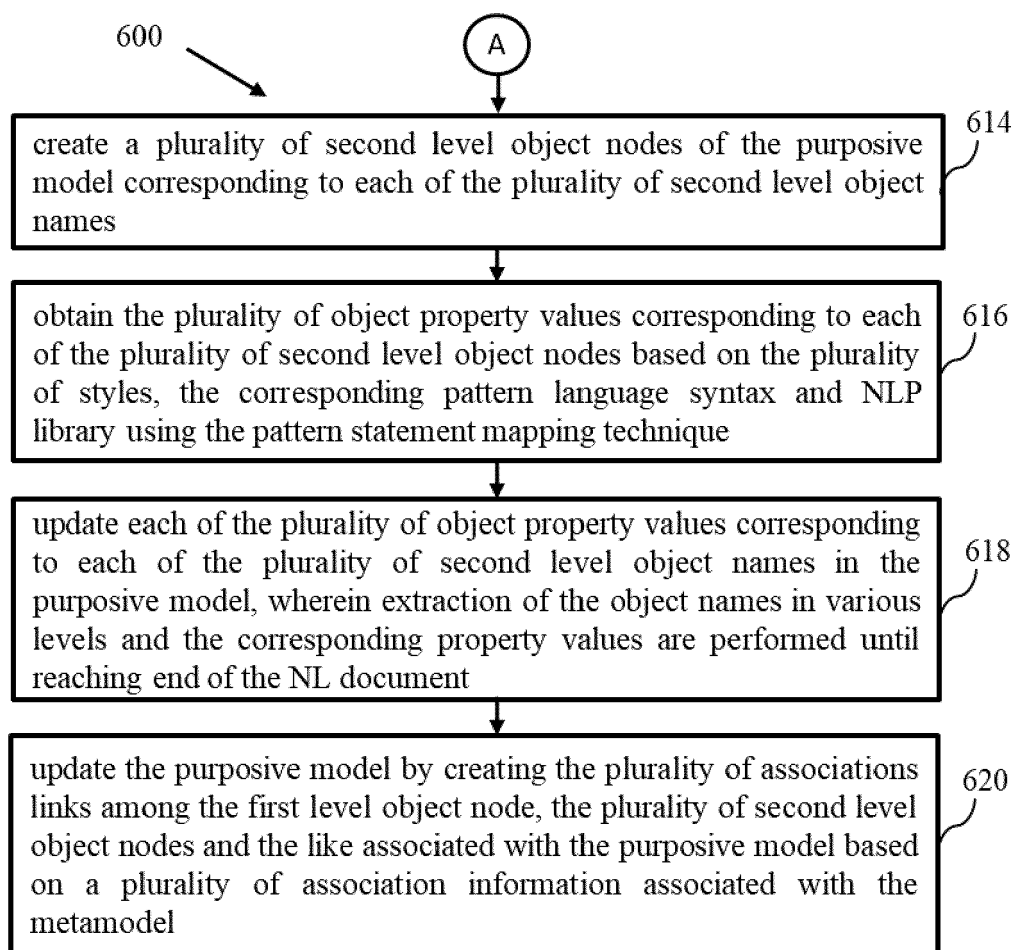 600
A
614
create a plurality of second level object nodes of the purposive
model corresponding to each of the plurality of second level object
names
616
obtain the plurality of object property values corresponding to each
of the plurality of second level object nodes based on the plurality
of styles, the corresponding pattern language syntax and NLP
library using the pattern statement mapping technique
618
update each of the plurality of object property values corresponding
to each of the plurality of second level object names in the
purposive model, wherein extraction of the object names in various
levels and the corresponding property values are performed until
reaching end of the NL document
620
update the purposive model by creating the plurality of associations
links among the first level object node, the plurality of second level
object nodes and the like associated with the purposive model based
on a plurality of association information associated with the
metamodel